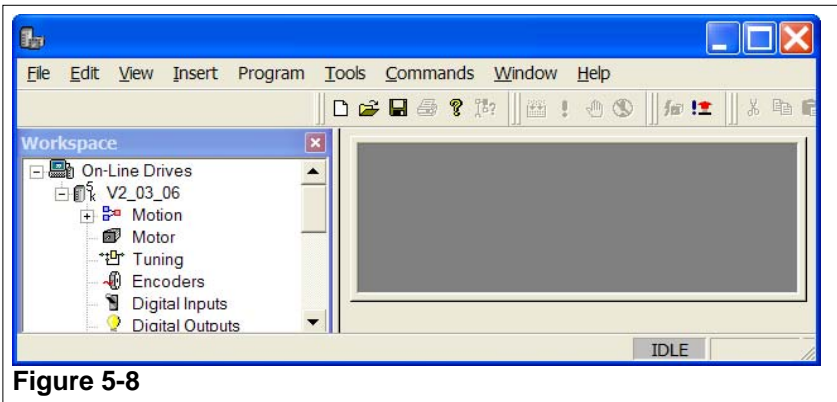 File Edit View Insert Program Tools Commands Window Help
Workspace
On-Line Drives
5k V2_03_06
Motion
Motor
Tuning
Encoders
Digital Inputs
Digital Outputs
IDLE
Figure 5-8